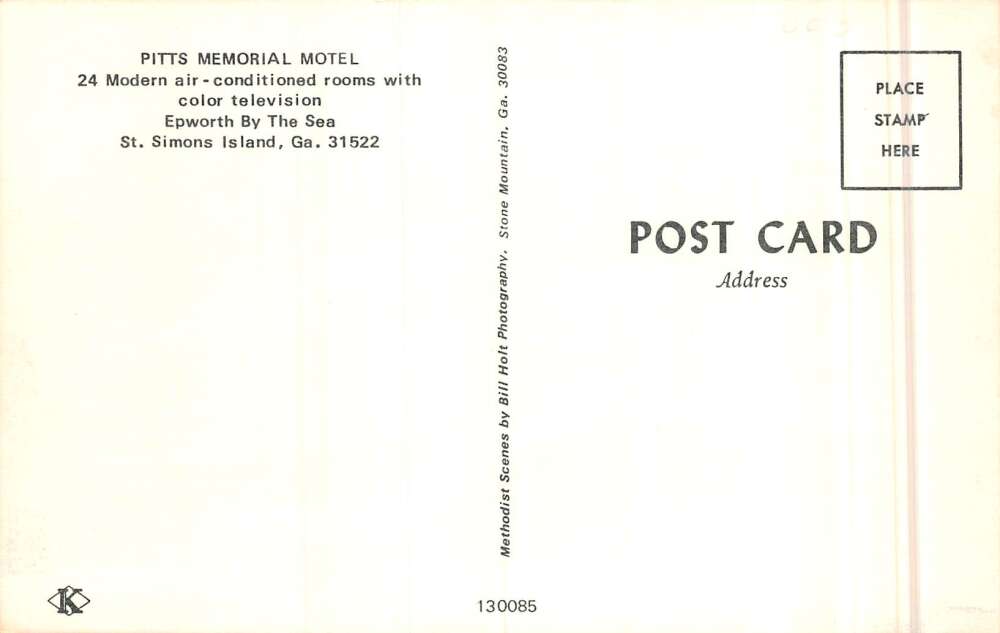 PITTS MEMORIAL MOTEL
24 Modern air-conditioned rooms with
color television
Epworth By The Sea
St. Simons Island, Ga. 31522
Methodist Scenes by Bill Holt Photography, Stone Mountain, Ga. 30083
PLACE
STAMP
HERE
POST CARD
Address
K
130085